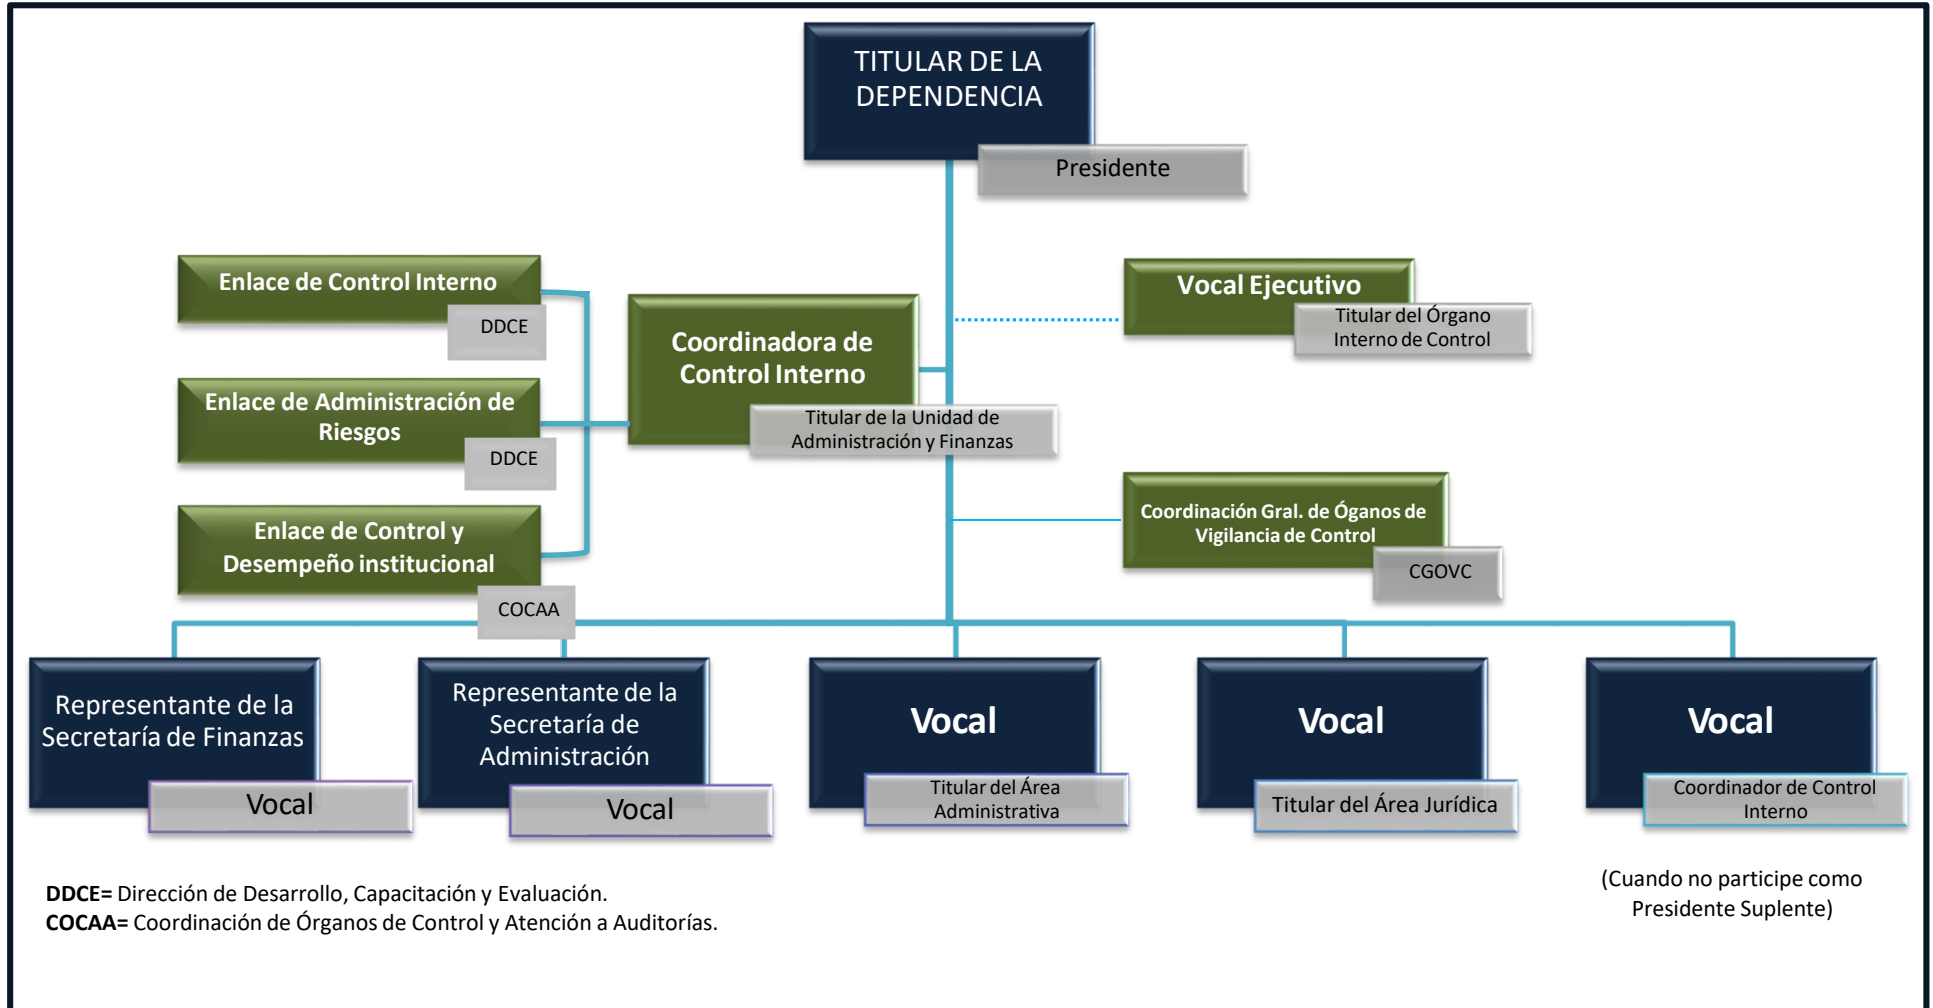 TITULAR DE LA
DEPENDENCIA
Presidente
Enlace de Control Interno
DDCE
Enlace de Administración de
Riesgos
DDCE
Enlace de Control y
Desempeño institucional
COCAA
Coordinadora de
Control Interno
Titular de la Unidad de
Administración y Finanzas
Vocal Ejecutivo
Titular del Órgano
Interno de Control
Coordinación Gral. de Óganos de
Vigilancia de Control
CGOVC
Representante de la
Secretaría de Finanzas
Vocal
Representante de la
Secretaría de
Administración
Vocal
Vocal
Titular del Área
Administrativa
Vocal
Titular del Área Jurídica
Vocal
Coordinador de Control
Interno
(Cuando no participe como
Presidente Suplente)
DDCE= Dirección de Desarrollo, Capacitación y Evaluación.
COCAA= Coordinación de Órganos de Control y Atención a Auditorías.